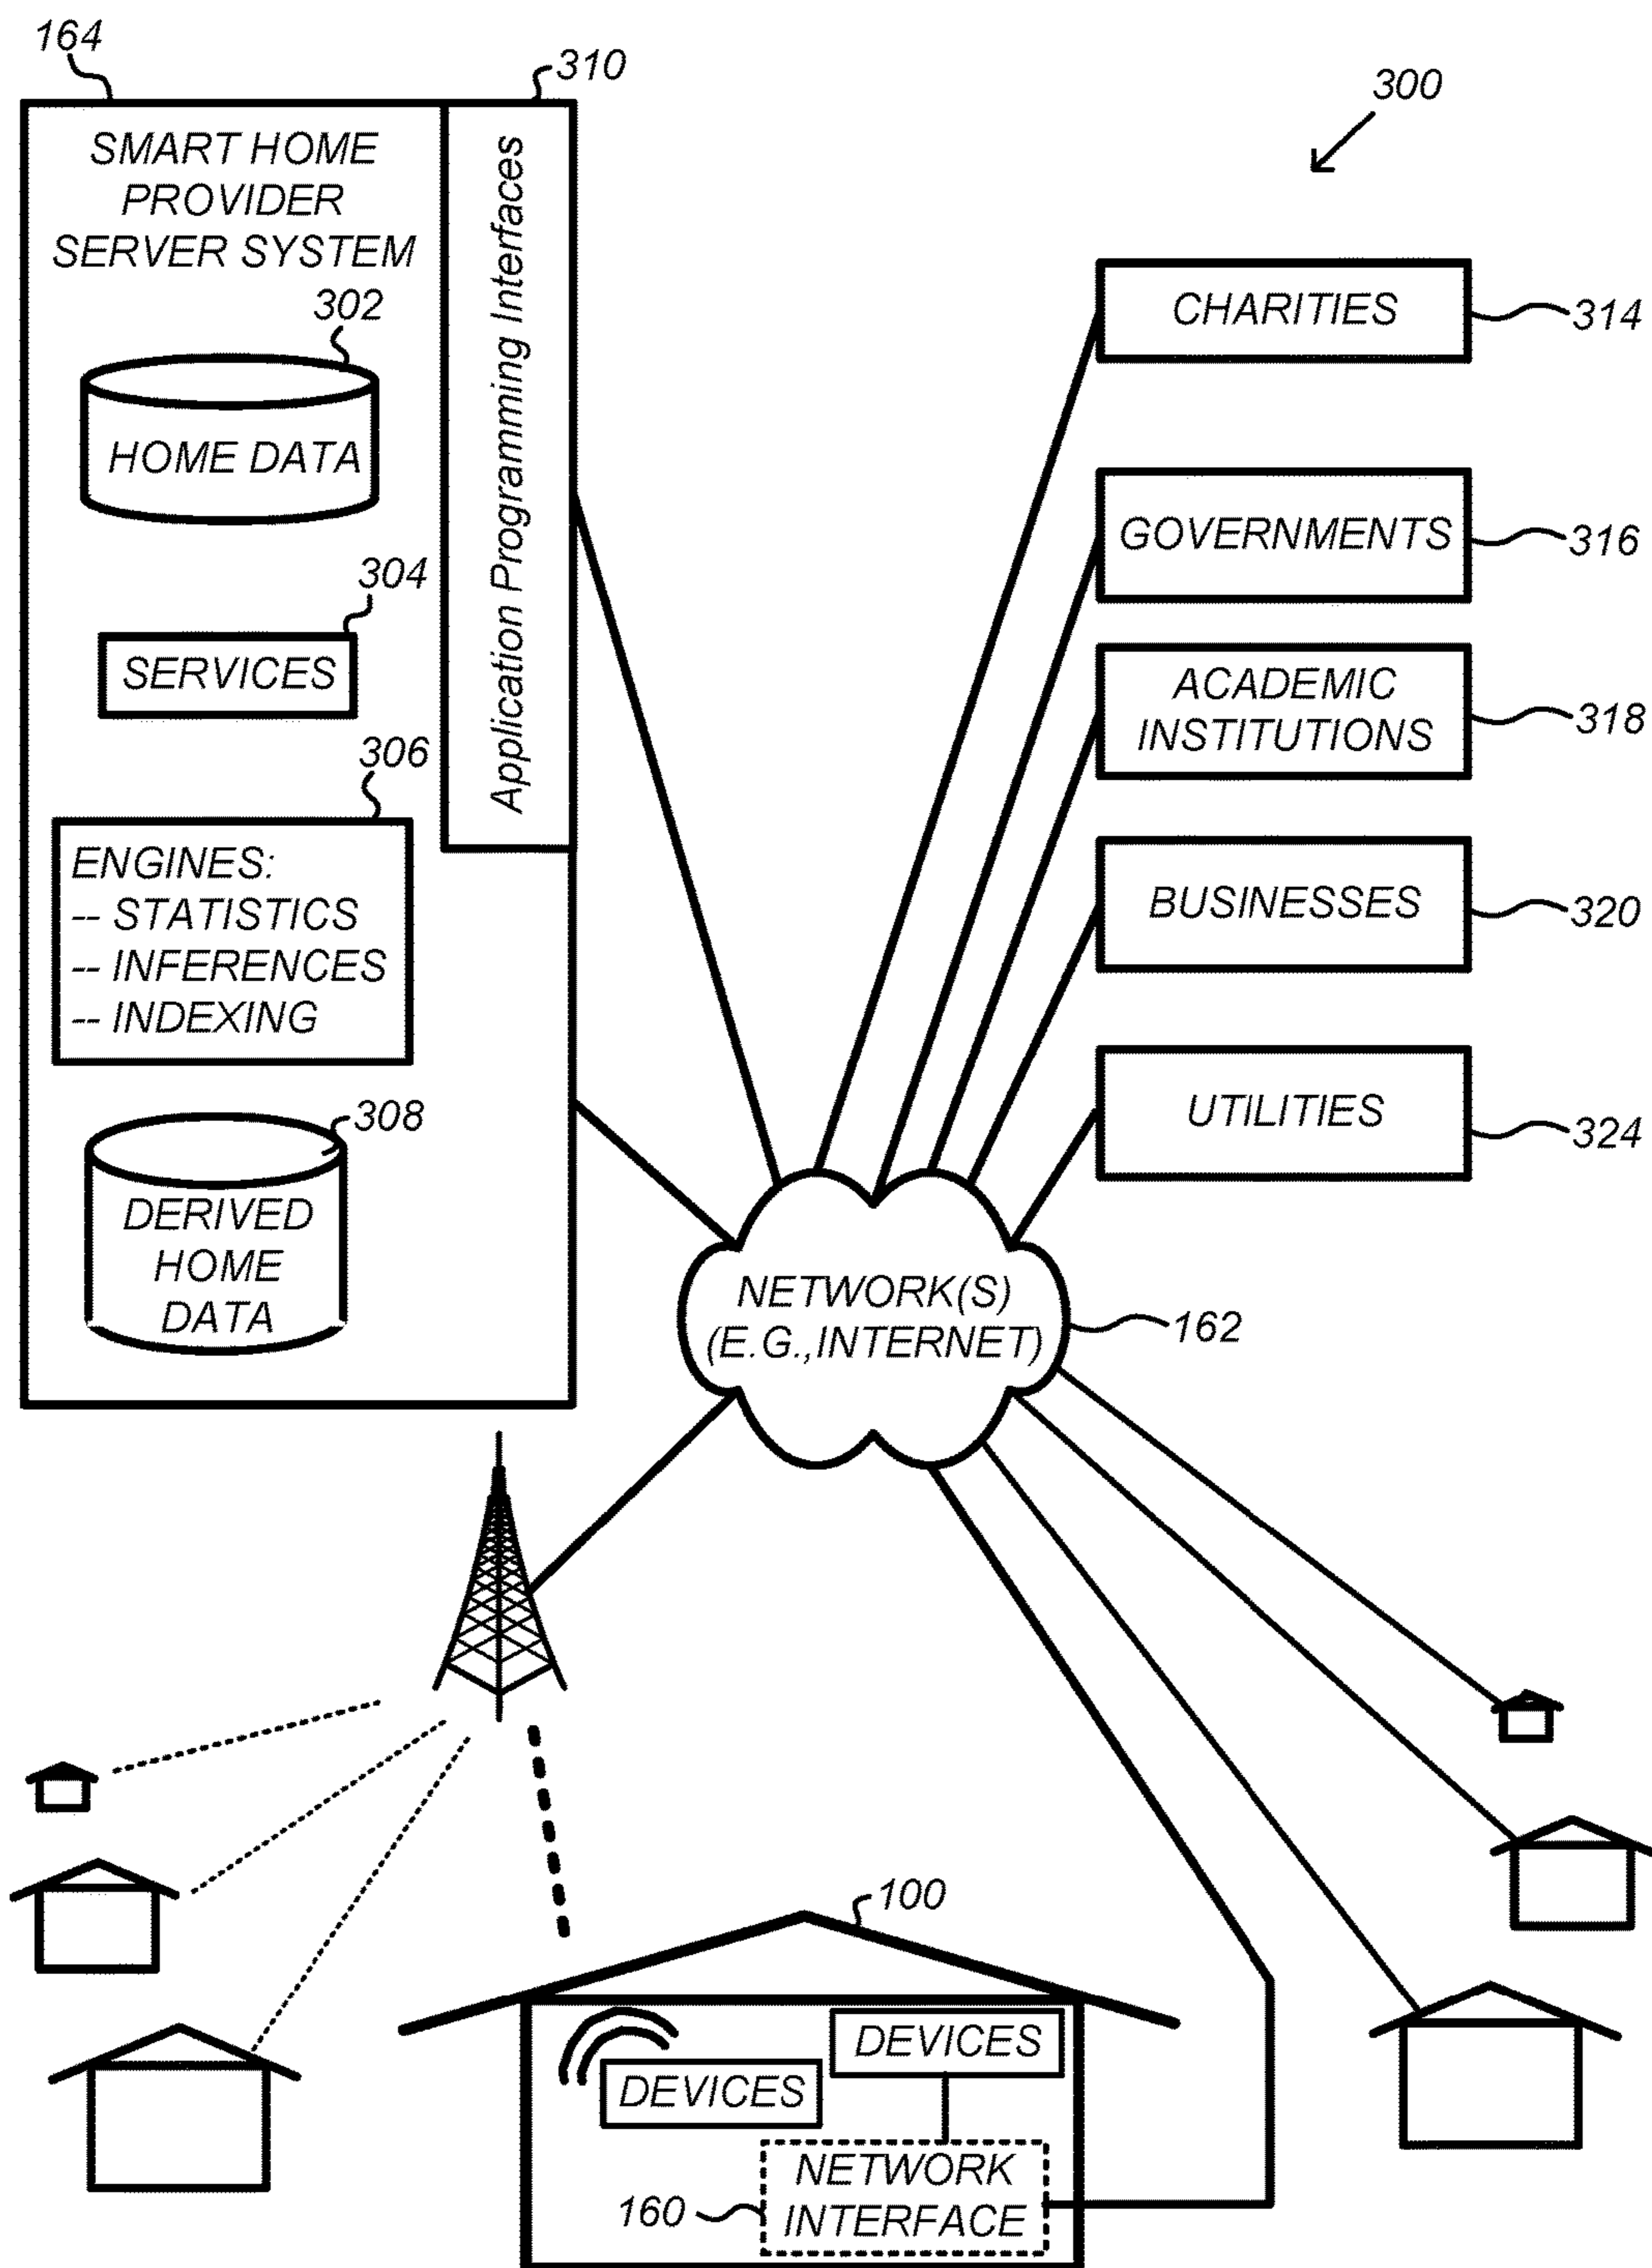 164
310
300
SMART HOME
PROVIDER
SERVER SYSTEM
302
HOME DATA
304
SERVICES
306
ENGINES:
-- STATISTICS
-- INFERENCES
-- INDEXING
308
DERIVED
HOME
DATA
Application Programming Interfaces
CHARITIES
314
GOVERNMENTS
316
ACADEMIC
INSTITUTIONS
318
BUSINESSES
320
UTILITIES
324
NETWORK(S)
(E.G.,INTERNET)
162
100
DEVICES
DEVICES
NETWORK
INTERFACE
160